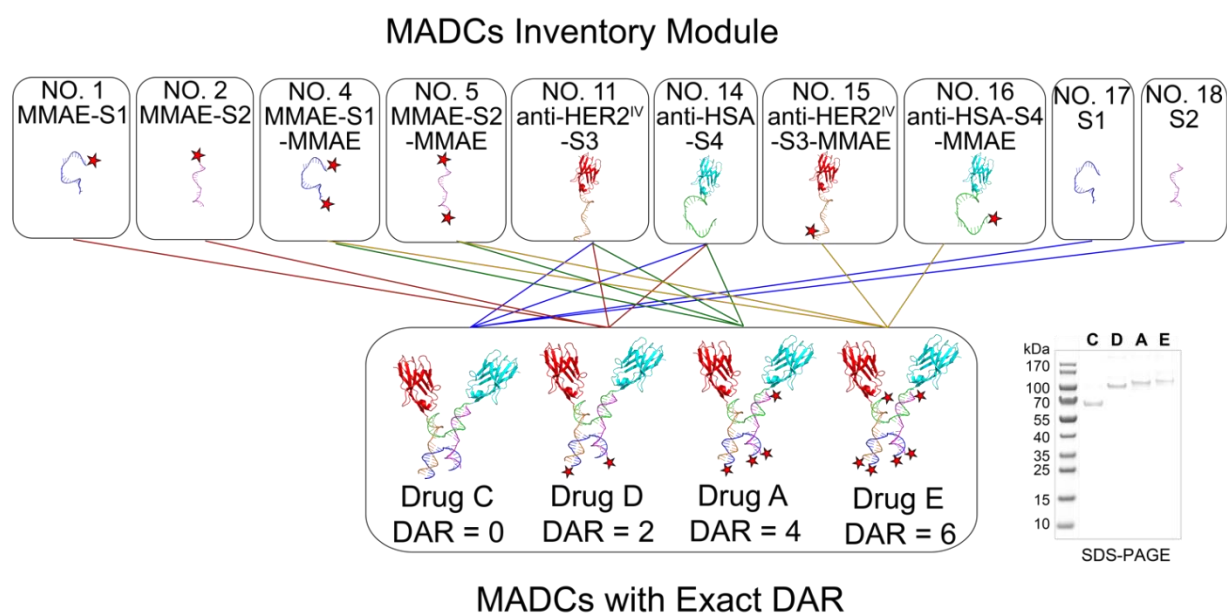 MADCs Inventory Module
NO. 1
MMAE-S1
NO. 2
MMAE-S2
NO. 4
MMAE-S1
-MMAE
NO. 5
MMAE-S2
-MMAE
NO. 11
anti-HER2ᴵⱽ
-S3
NO. 14
anti-HSA
-S4
NO. 15
anti-HER2ᴵⱽ
-S3-MMAE
NO. 16
anti-HSA-S4
-MMAE
NO. 17
S1
NO. 18
S2
Drug C
DAR = 0
Drug D
DAR = 2
Drug A
DAR = 4
Drug E
DAR = 6
C D A E
kDa
170
100
70
55
40
35
25
15
10
SDS-PAGE
MADCs with Exact DAR